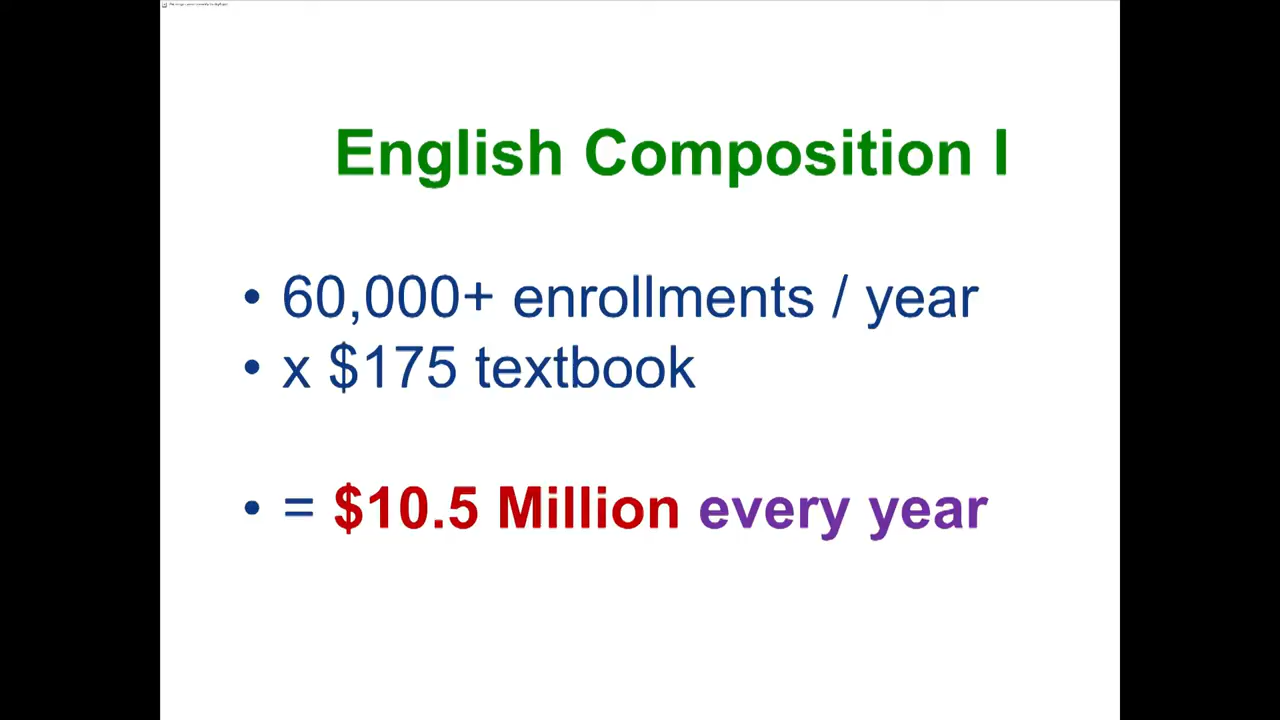 English Composition I
• 60,000+ enrollments / year
• x $175 textbook
• = $10.5 Million every year